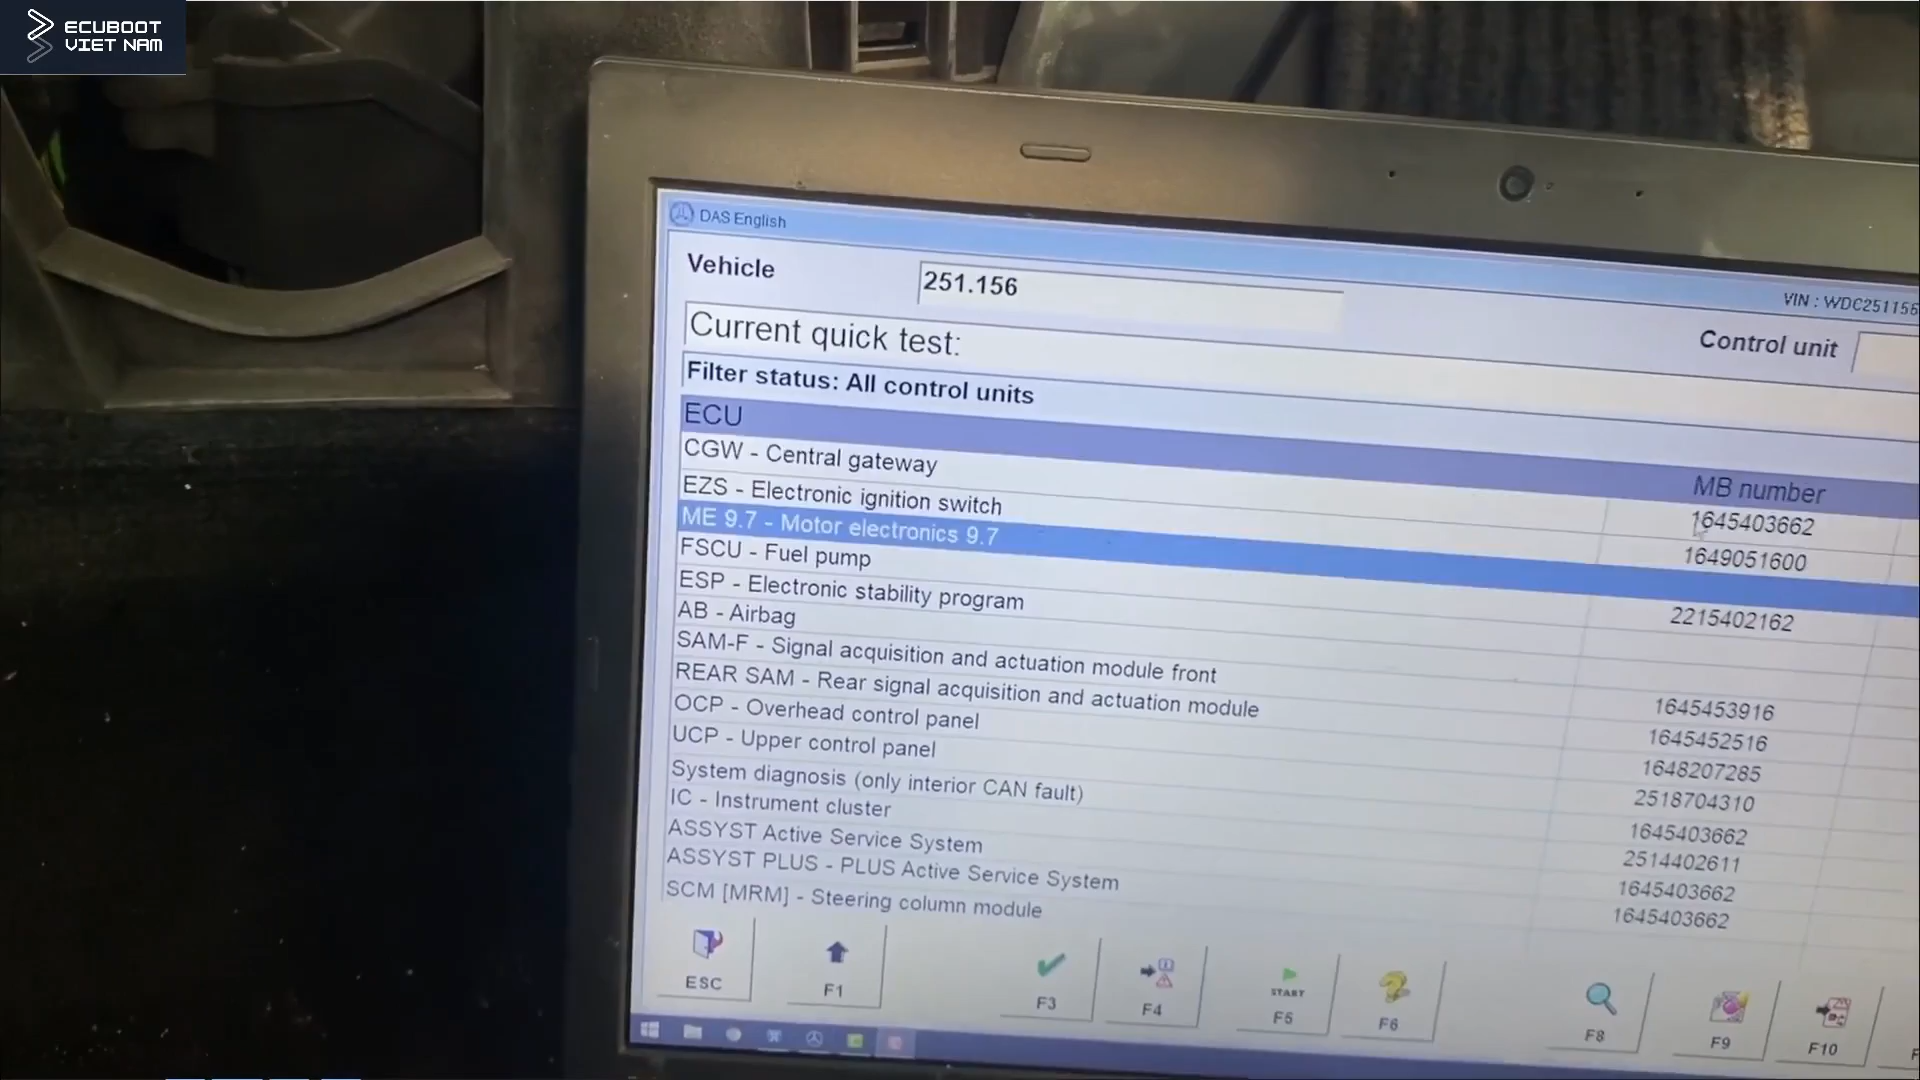 ECUBOOT
VIET NAM
DAS English
VIN : WDC251156
Vehicle
251.156
Control unit
Current quick test:
Filter status: All control units
ECU
MB number
CGW - Central gateway
1645403662
EZS - Electronic ignition switch
1649051600
ME 9.7 - Motor electronics 9.7
FSCU - Fuel pump
2215402162
ESP - Electronic stability program
AB - Airbag
SAM-F - Signal acquisition and actuation module front
1645453916
REAR SAM - Rear signal acquisition and actuation module
1645452516
OCP - Overhead control panel
1648207285
UCP - Upper control panel
2518704310
System diagnosis (only interior CAN fault)
1645403662
IC - Instrument cluster
2514402611
ASSYST Active Service System
1645403662
ASSYST PLUS - PLUS Active Service System
1645403662
SCM [MRM] - Steering column module
ESC
F1
F3
F4
START
F5
F6
F8
F9
F10